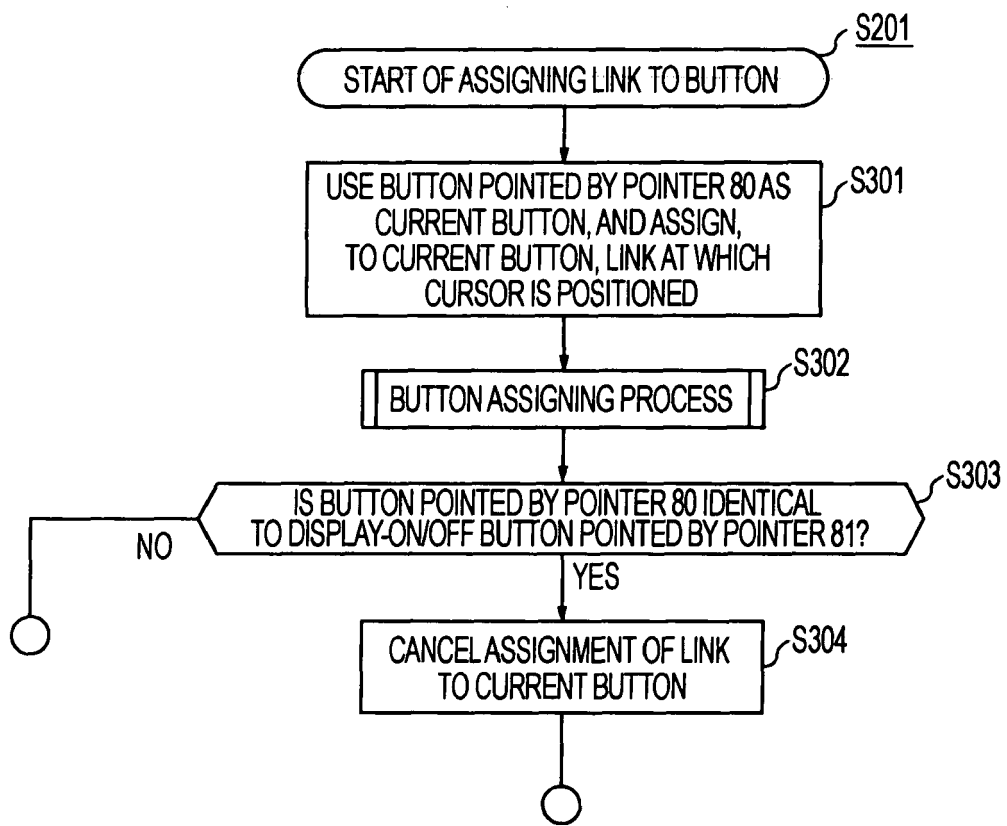 S201
START OF ASSIGNING LINK TO BUTTON
S301
USE BUTTON POINTED BY POINTER 80 AS
CURRENT BUTTON, AND ASSIGN,
TO CURRENT BUTTON, LINK AT WHICH
CURSOR IS POSITIONED
S302
BUTTON ASSIGNING PROCESS
S303
IS BUTTON POINTED BY POINTER 80 IDENTICAL
TO DISPLAY-ON/OFF BUTTON POINTED BY POINTER 81?
NO
YES
S304
CANCEL ASSIGNMENT OF LINK
TO CURRENT BUTTON